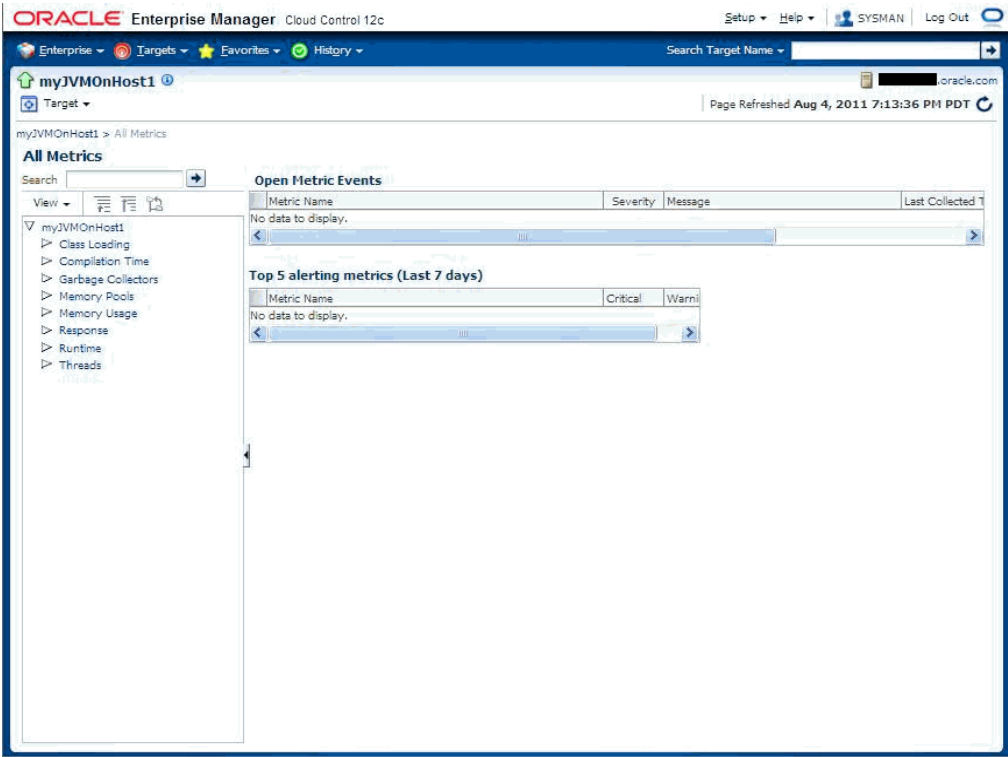 ORACLE Enterprise Manager Cloud Control 12c
Setup Help SYSMAN Log Out
Enterprise Targets Favorites History Search Target Name
myJVMOnHost1
.oracle.com
Target
Page Refreshed Aug 4, 2011 7:13:36 PM PDT
myJVMOnHost1 > All Metrics
All Metrics
Search
View
myJVMOnHost1
Class Loading
Compilation Time
Garbage Collectors
Memory Pools
Memory Usage
Response
Runtime
Threads
Open Metric Events
Metric Name Severity Message Last Collected T
No data to display.
Top 5 alerting metrics (Last 7 days)
Metric Name Critical Warni
No data to display.